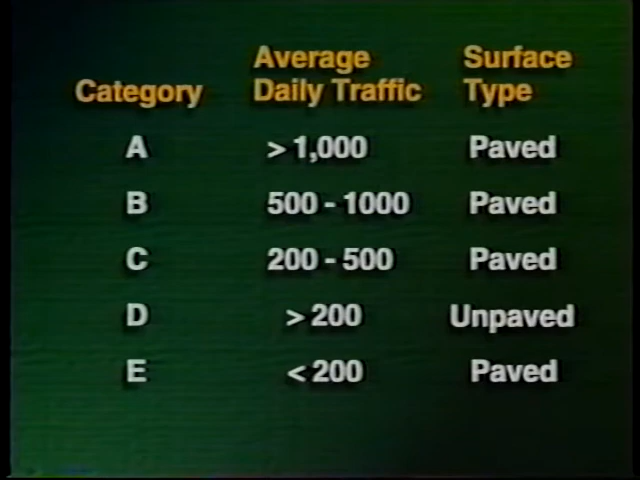 Category Average Daily Traffic Surface Type
A > 1,000 Paved
B 500 - 1000 Paved
C 200 - 500 Paved
D > 200 Unpaved
E < 200 Paved